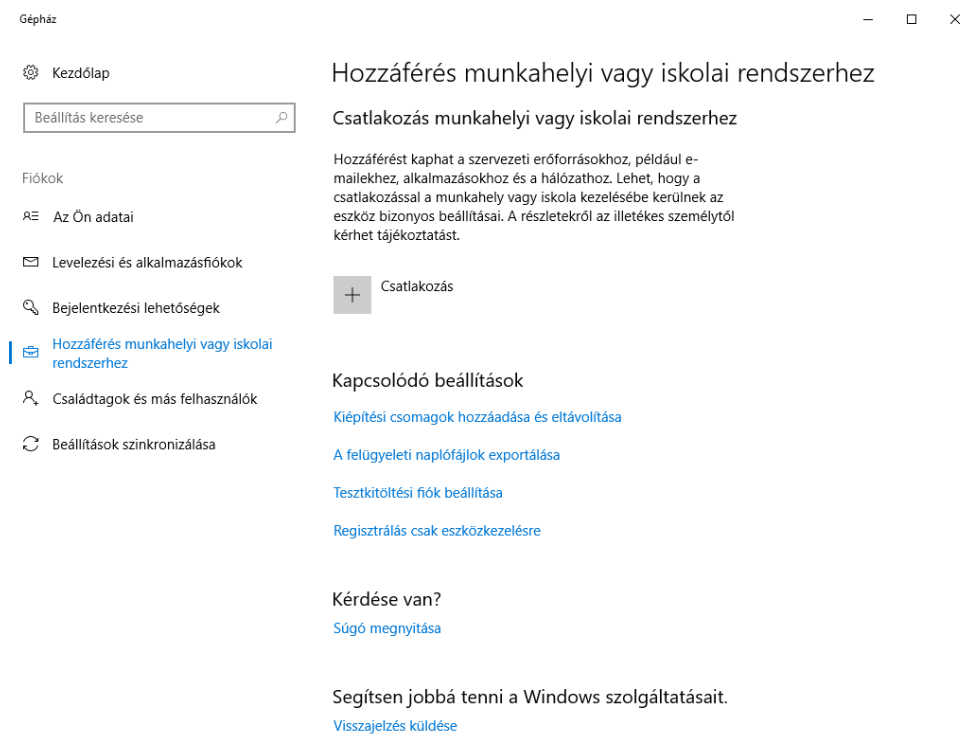 Gépház
Kezdőlap
Beállítás keresése
Fiókok
Az Ön adatai
Levelezési és alkalmazásfiókok
Bejelentkezési lehetőségek
Hozzáférés munkahelyi vagy iskolai
rendszerhez
Családtagok és más felhasználók
Beállítások szinkronizálása
Hozzáférés munkahelyi vagy iskolai rendszerhez
Csatlakozás munkahelyi vagy iskolai rendszerhez
Hozzáférést kaphat a szervezeti erőforrásokhoz, például e-
mailekhez, alkalmazásokhoz és a hálózathoz. Lehet, hogy a
csatlakozással a munkahely vagy iskola kezelésébe kerülnek az
eszköz bizonyos beállításai. A részletekről az illetékes személytől
kérhet tájékoztatást.
Csatlakozás
Kapcsolódó beállítások
Kiépítési csomagok hozzáadása és eltávolítása
A felügyeleti naplófájlok exportálása
Tesztkitöltési fiók beállítása
Regisztrálás csak eszközkezelésre
Kérdése van?
Súgó megnyitása
Segítsen jobbá tenni a Windows szolgáltatásait.
Visszajelzés küldése